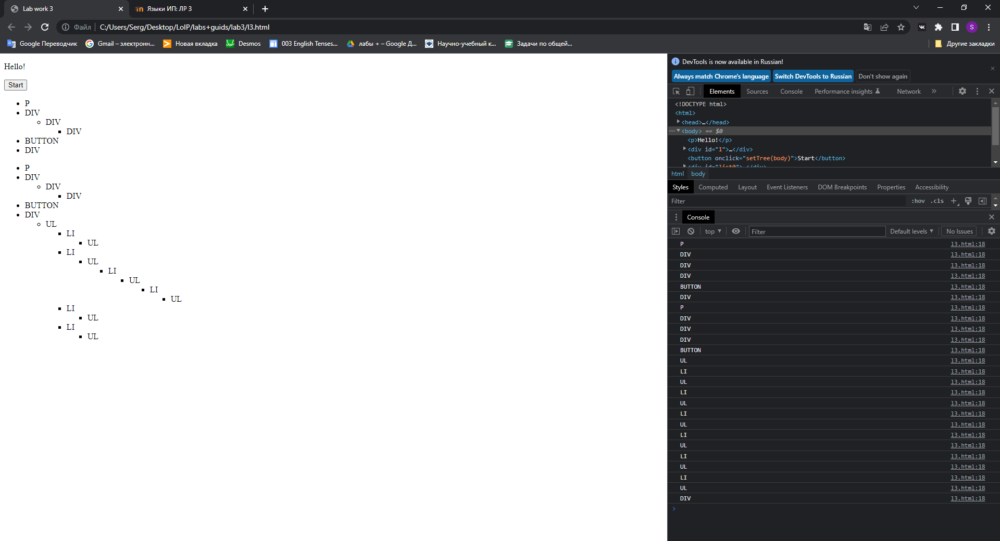 Lab work 3
Языки ИП: ЛР 3
Файл C:/Users/Serg/Desktop/LoIP/labs+guids/lab3/l3.html
S
Google Переводчик Gmail – электронн... Новая вкладка Desmos 003 English Tenses... лабы + – Google Д... Научно-учебный к... Задачи по общей... Другие закладки
Hello!
Start
P
DIV
DIV
DIV
BUTTON
DIV
P
DIV
DIV
DIV
BUTTON
DIV
UL
LI
UL
LI
UL
LI
UL
LI
UL
LI
UL
LI
UL
DevTools is now available in Russian!
Always match Chrome's language Switch DevTools to Russian Don't show again
Elements Sources Console Performance insights Network
<!DOCTYPE html>
<html>
<head>…</head>
<body> == $0
<p>Hello!</p>
<div id="1">…</div>
<button onclick="setTree(body)">Start</button>
<div id="list0">…</div>
html body
Styles Computed Layout Event Listeners DOM Breakpoints Properties Accessibility
Filter :hov .cls
Console
top Filter Default levels No Issues
P l3.html:18
DIV l3.html:18
DIV l3.html:18
DIV l3.html:18
BUTTON l3.html:18
DIV l3.html:18
P l3.html:18
DIV l3.html:18
DIV l3.html:18
DIV l3.html:18
BUTTON l3.html:18
UL l3.html:18
LI l3.html:18
UL l3.html:18
LI l3.html:18
UL l3.html:18
LI l3.html:18
UL l3.html:18
LI l3.html:18
UL l3.html:18
LI l3.html:18
UL l3.html:18
LI l3.html:18
UL l3.html:18
DIV l3.html:18